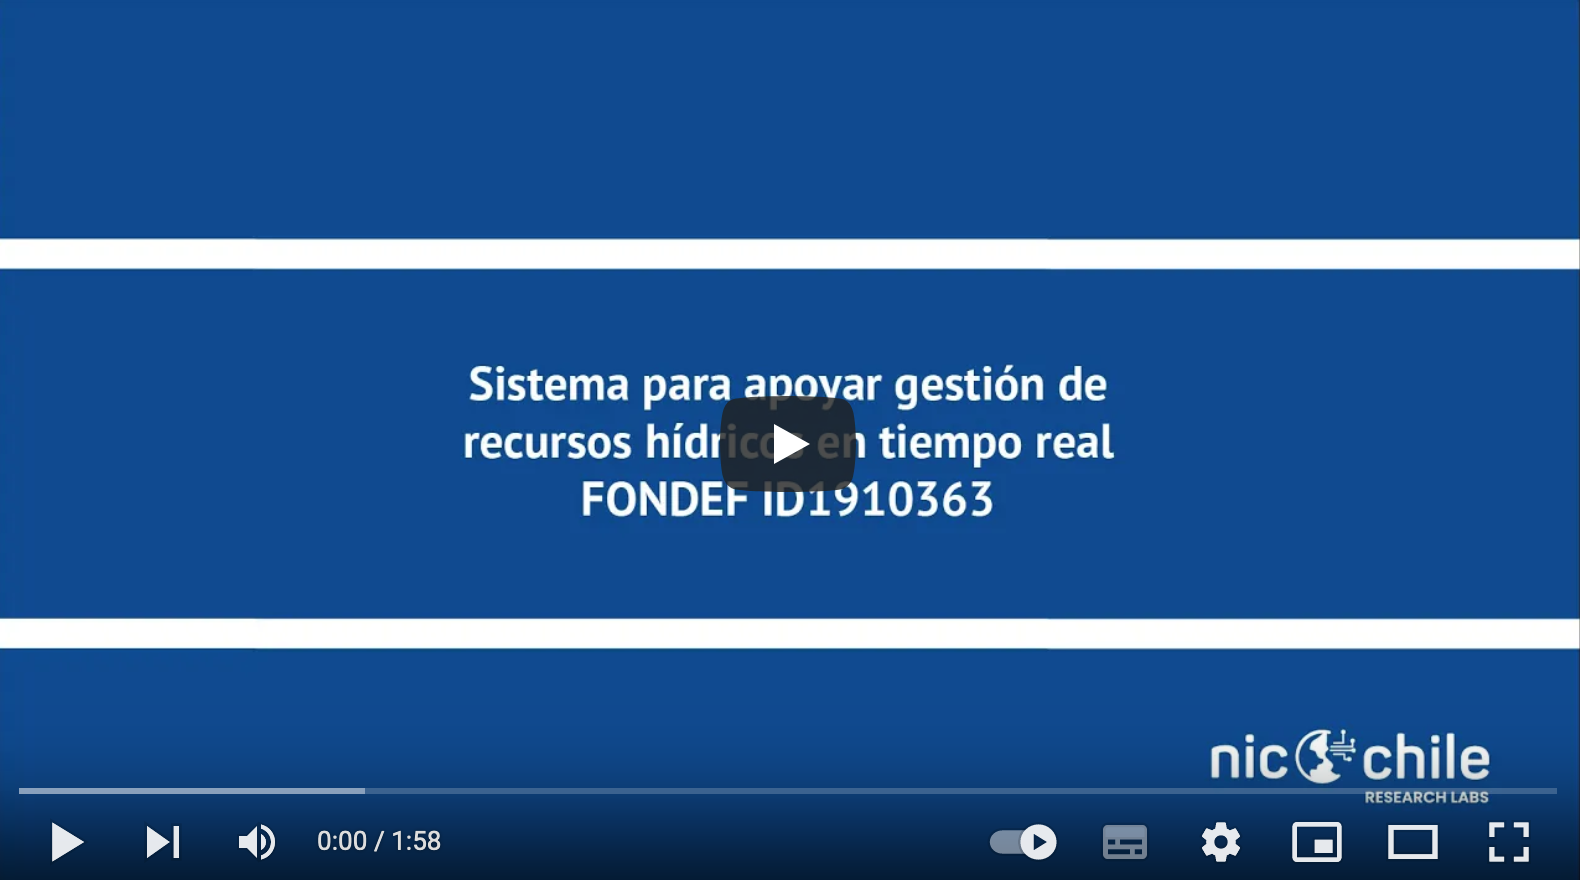 Sistema para apoyar gestión de
recursos hídricos en tiempo real
FONDEF ID1910363
nic chile
RESEARCH LABS
0:00 / 1:58